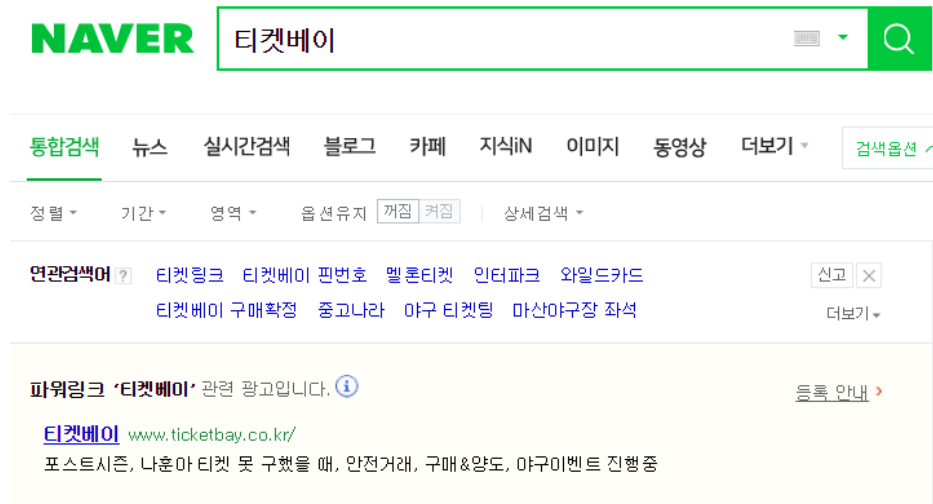 NAVER 티켓베이
통합검색 뉴스 실시간검색 블로그 카페 지식iN 이미지 동영상 더보기 검색옵션
정렬 기간 영역 옵션유지 꺼짐 켜짐 상세검색
연관검색어 ? 티켓링크 티켓베이 핀번호 멜론티켓 인터파크 와일드카드 신고
티켓베이 구매확정 중고나라 야구 티켓팅 마산야구장 좌석 더보기
파워링크 '티켓베이' 관련 광고입니다. 등록 안내
티켓베이 www.ticketbay.co.kr/
포스트시즌, 나훈아 티켓 못 구했을 때, 안전거래, 구매&양도, 야구이벤트 진행중